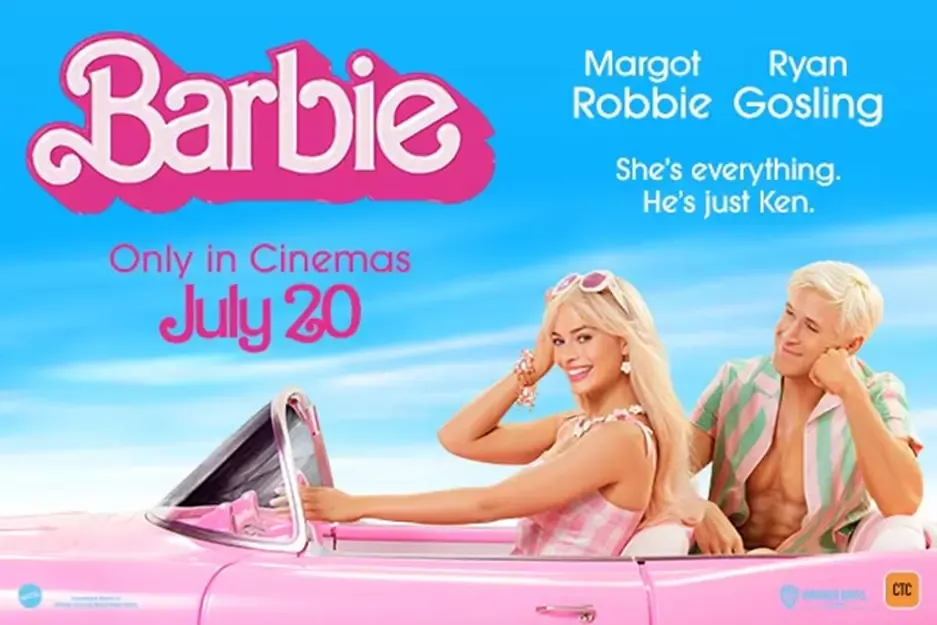 Barbie
Only in Cinemas
July 20
Margot Ryan
Robbie Gosling
She's everything.
He's just Ken.
CTC